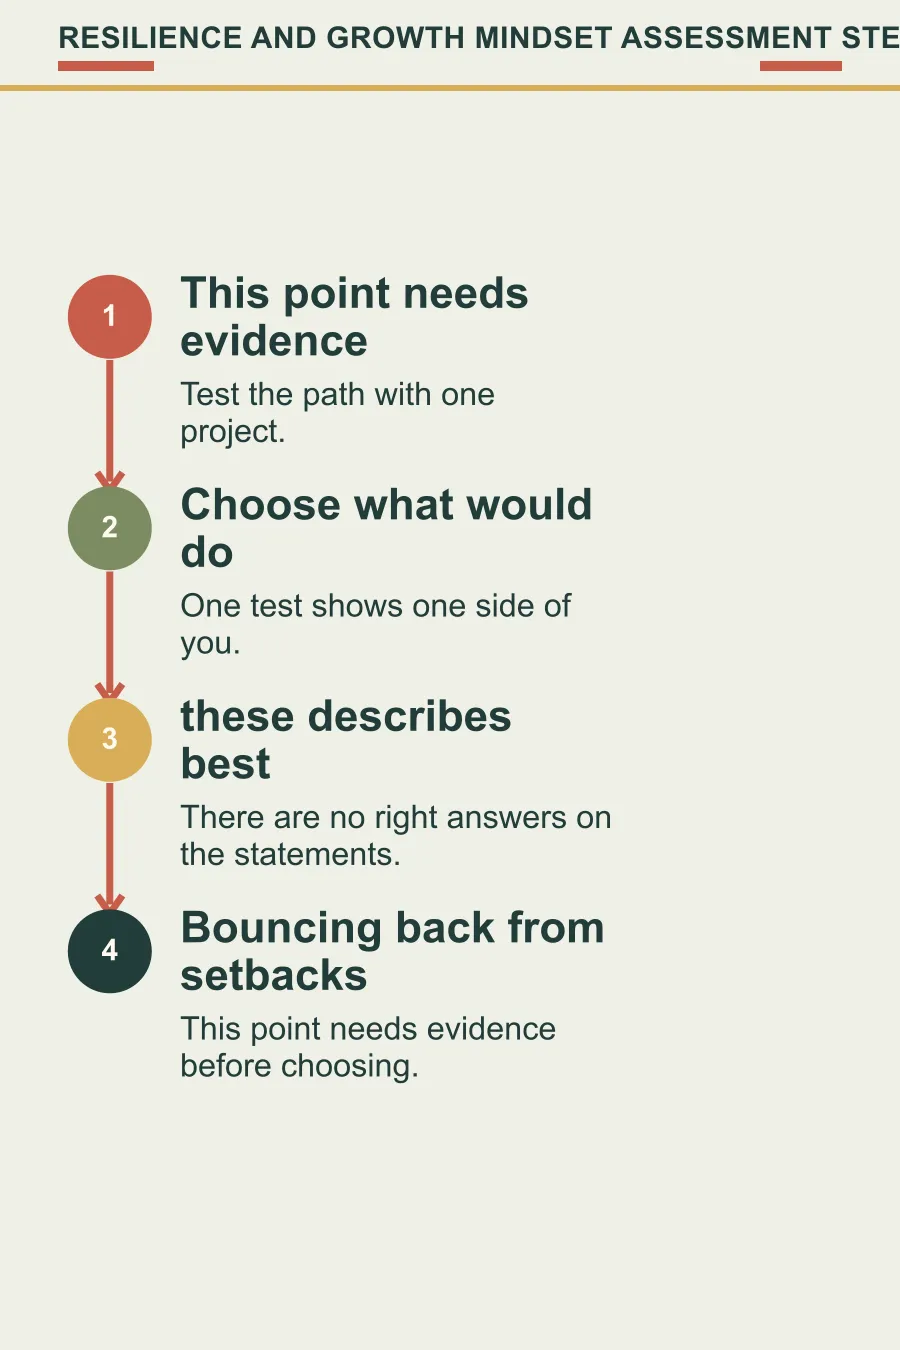 RESILIENCE AND GROWTH MINDSET ASSESSMENT STE
1
This point needs
evidence
Test the path with one
project.
2
Choose what would
do
One test shows one side of
you.
3
these describes
best
There are no right answers on
the statements.
4
Bouncing back from
setbacks
This point needs evidence
before choosing.